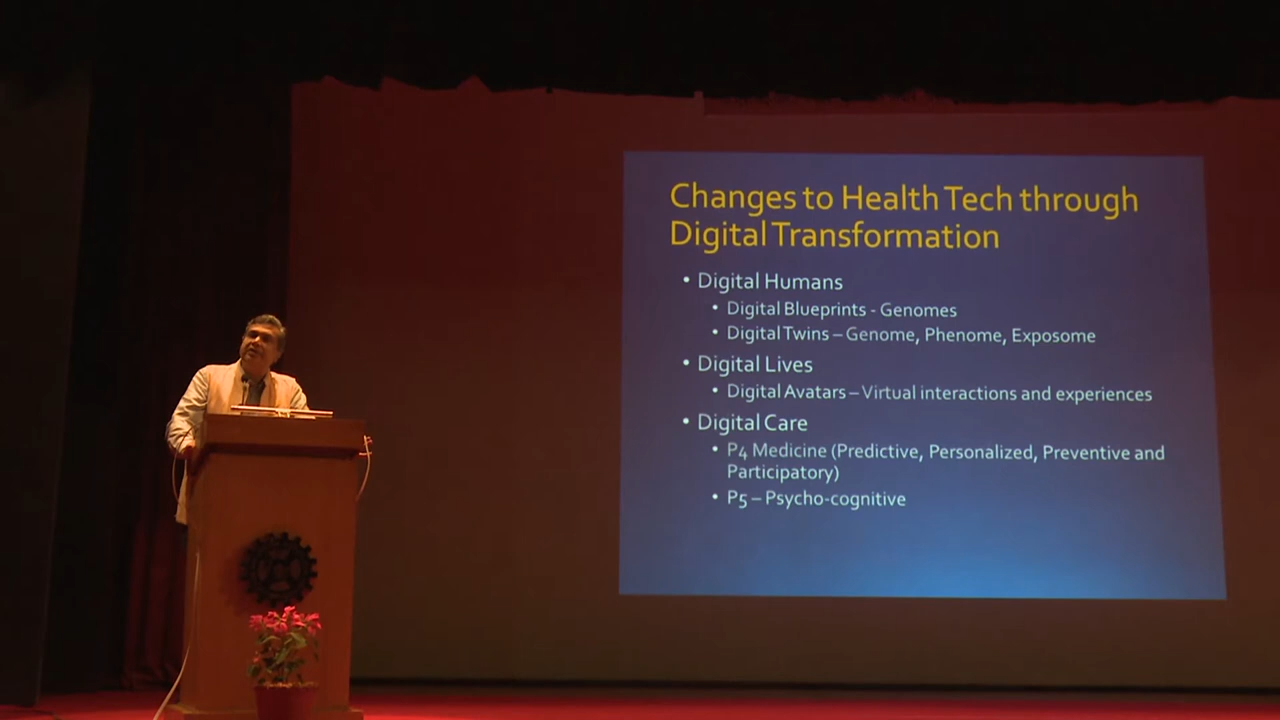 Changes to Health Tech through
Digital Transformation
• Digital Humans
• Digital Blueprints - Genomes
• Digital Twins – Genome, Phenome, Exposome
• Digital Lives
• Digital Avatars – Virtual interactions and experiences
• Digital Care
• P4 Medicine (Predictive, Personalized, Preventive and
Participatory)
• P5 – Psycho-cognitive